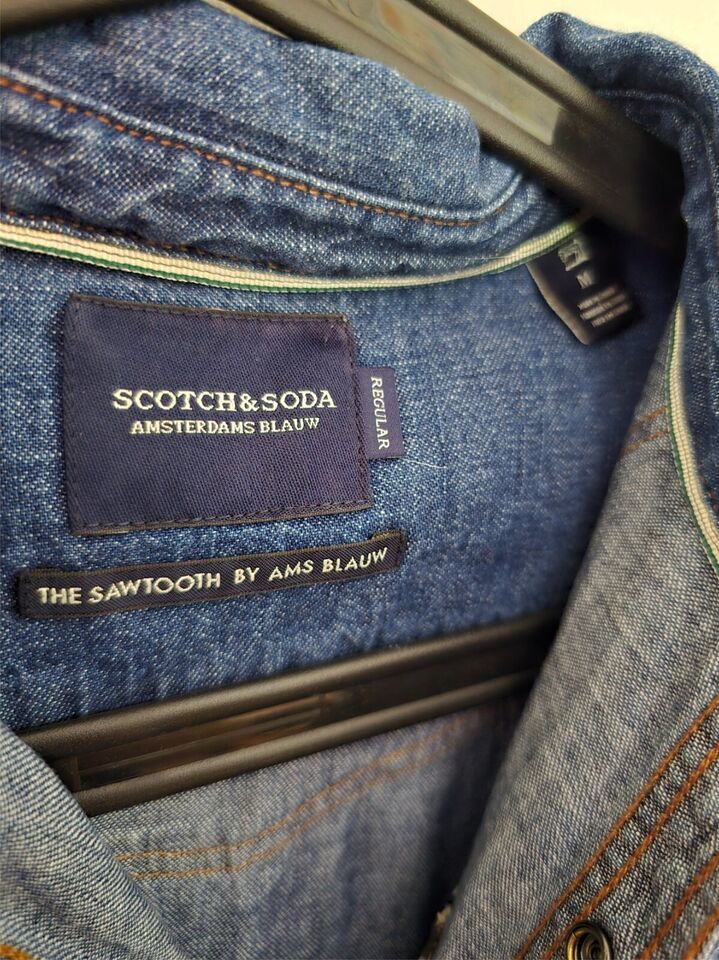 SCOTCH&SODA
AMSTERDAMS BLAUW
REGULAR
THE SAWTOOTH BY AMS BLAUW
M